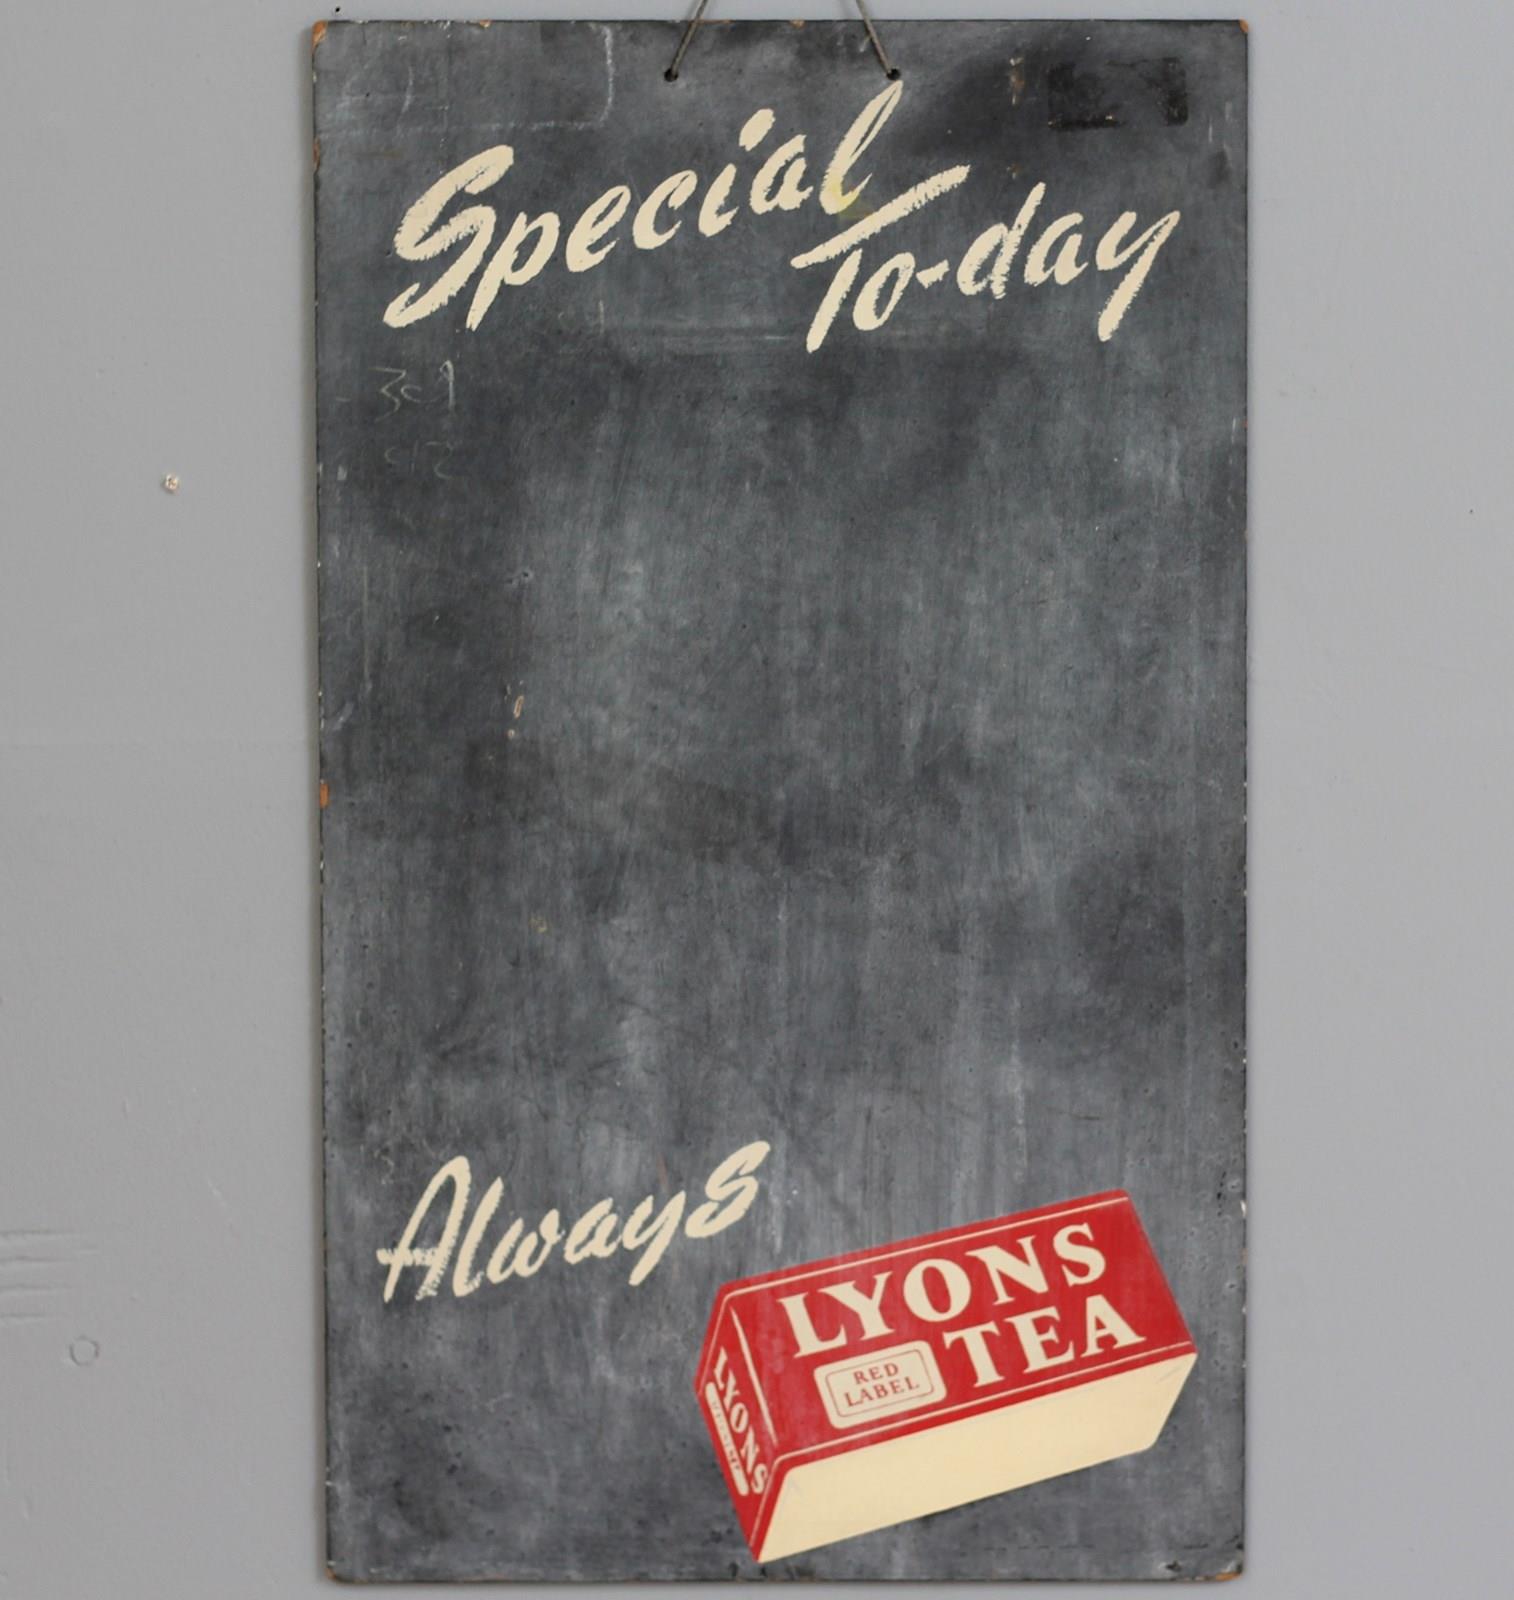 Special
To-day
Always
LYONS
TEA
RED
LABEL
LYONS